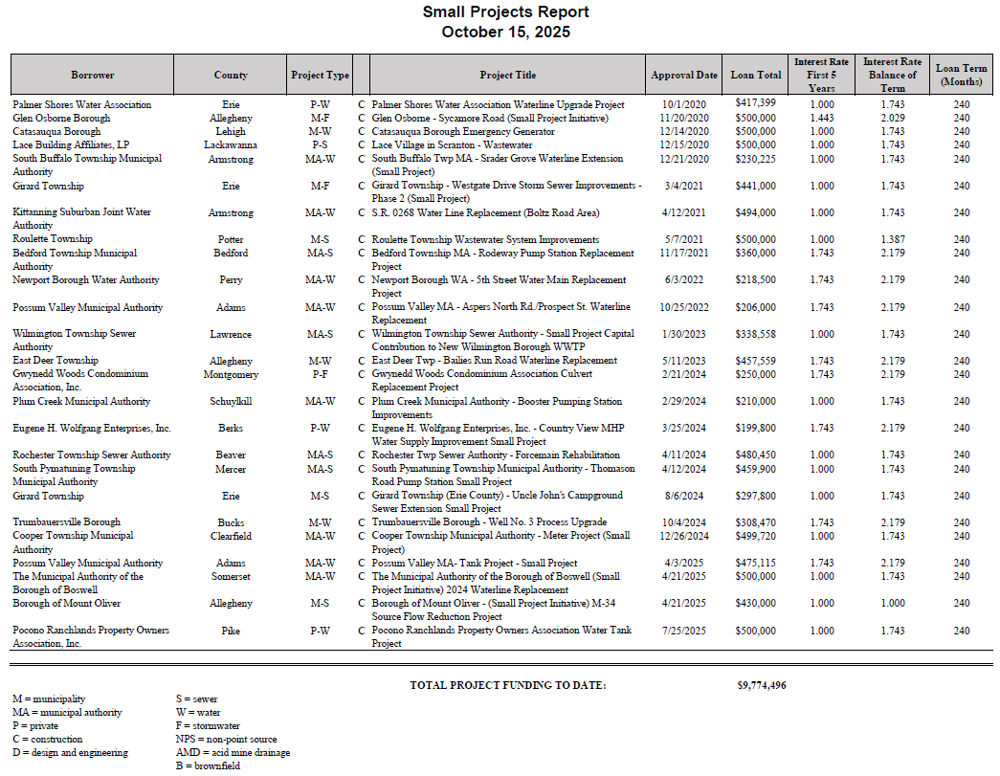 Small Projects Report
October 15, 2025
Borrower County Project Type Project Title Approval Date Loan Total Interest Rate First 5 Years Interest Rate Balance of Term Loan Term (Months)
Palmer Shores Water Association Erie P-W C Palmer Shores Water Association Waterline Upgrade Project 10/1/2020 $417,399 1.000 1.743 240
Glen Osborne Borough Allegheny M-F C Glen Osborne - Sycamore Road (Small Project Initiative) 11/20/2020 $500,000 1.443 2.029 240
Catasauqua Borough Lehigh M-W C Catasauqua Borough Emergency Generator 12/14/2020 $500,000 1.000 1.743 240
Lace Building Affiliates, LP Lackawanna P-S C Lace Village in Scranton - Wastewater 12/15/2020 $500,000 1.000 1.743 240
South Buffalo Township Municipal Armstrong MA-W C South Buffalo Twp MA - Srader Grove Waterline Extension 12/21/2020 $230,225 1.000 1.743 240
Authority (Small Project)
Girard Township Erie M-F C Girard Township - Westgate Drive Storm Sewer Improvements - 3/4/2021 $441,000 1.000 1.743 240
Phase 2 (Small Project)
Kittanning Suburban Joint Water Armstrong MA-W C S.R. 0268 Water Line Replacement (Boltz Road Area) 4/12/2021 $494,000 1.000 1.743 240
Authority
Roulette Township Potter M-S C Roulette Township Wastewater System Improvements 5/7/2021 $500,000 1.000 1.387 240
Bedford Township Municipal Bedford MA-S C Bedford Township MA - Rodeway Pump Station Replacement 11/17/2021 $360,000 1.743 2.179 240
Authority Project
Newport Borough Water Authority Perry MA-W C Newport Borough WA - 5th Street Water Main Replacement 6/3/2022 $218,500 1.743 2.179 240
Project
Possum Valley Municipal Authority Adams MA-W C Possum Valley MA - Aspers North Rd./Prospect St. Waterline 10/25/2022 $206,000 1.743 2.179 240
Replacement
Wilmington Township Sewer Lawrence MA-S C Wilmington Township Sewer Authority - Small Project Capital 1/30/2023 $338,558 1.000 1.743 240
Authority Contribution to New Wilmington Borough WWTP
East Deer Township Allegheny M-W C East Deer Twp - Bailies Run Road Waterline Replacement 5/11/2023 $457,559 1.743 2.179 240
Gwynedd Woods Condominium Montgomery P-F C Gwynedd Woods Condominium Association Culvert 2/21/2024 $250,000 1.743 2.179 240
Association, Inc. Replacement Project
Plum Creek Municipal Authority Schuylkill MA-W C Plum Creek Municipal Authority - Booster Pumping Station 2/29/2024 $210,000 1.000 1.743 240
Improvements
Eugene H. Wolfgang Enterprises, Inc. Berks P-W C Eugene H. Wolfgang Enterprises, Inc. - Country View MHP 3/25/2024 $199,800 1.743 2.179 240
Water Supply Improvement Small Project
Rochester Township Sewer Authority Beaver MA-S C Rochester Twp Sewer Authority - Forcemain Rehabilitation 4/11/2024 $480,450 1.000 1.743 240
South Pymatuning Township Mercer MA-S C South Pymatuning Township Municipal Authority - Thomason 4/12/2024 $459,900 1.000 1.743 240
Municipal Authority Road Pump Station Small Project
Girard Township Erie M-S C Girard Township (Erie County) - Uncle John's Campground 8/6/2024 $297,800 1.000 1.743 240
Sewer Extension Small Project
Trumbauersville Borough Bucks M-W C Trumbauersville Borough - Well No. 3 Process Upgrade 10/4/2024 $308,470 1.743 2.179 240
Cooper Township Municipal Clearfield MA-W C Cooper Township Municipal Authority - Meter Project (Small 12/26/2024 $499,720 1.000 1.743 240
Authority Project)
Possum Valley Municipal Authority Adams MA-W C Possum Valley MA- Tank Project - Small Project 4/3/2025 $475,115 1.743 2.179 240
The Municipal Authority of the Somerset MA-W C The Municipal Authority of the Borough of Boswell (Small 4/21/2025 $500,000 1.000 1.743 240
Borough of Boswell Project Initiative) 2024 Waterline Replacement
Borough of Mount Oliver Allegheny M-S C Borough of Mount Oliver - (Small Project Initiative) M-34 4/21/2025 $430,000 1.000 1.000 240
Source Flow Reduction Project
Pocono Ranchlands Property Owners Pike P-W C Pocono Ranchlands Property Owners Association Water Tank 7/25/2025 $500,000 1.000 1.743 240
Association, Inc. Project
TOTAL PROJECT FUNDING TO DATE: $9,774,496
M = municipality S = sewer
MA = municipal authority W = water
P = private F = stormwater
C = construction NPS = non-point source
D = design and engineering AMD = acid mine drainage
B = brownfield